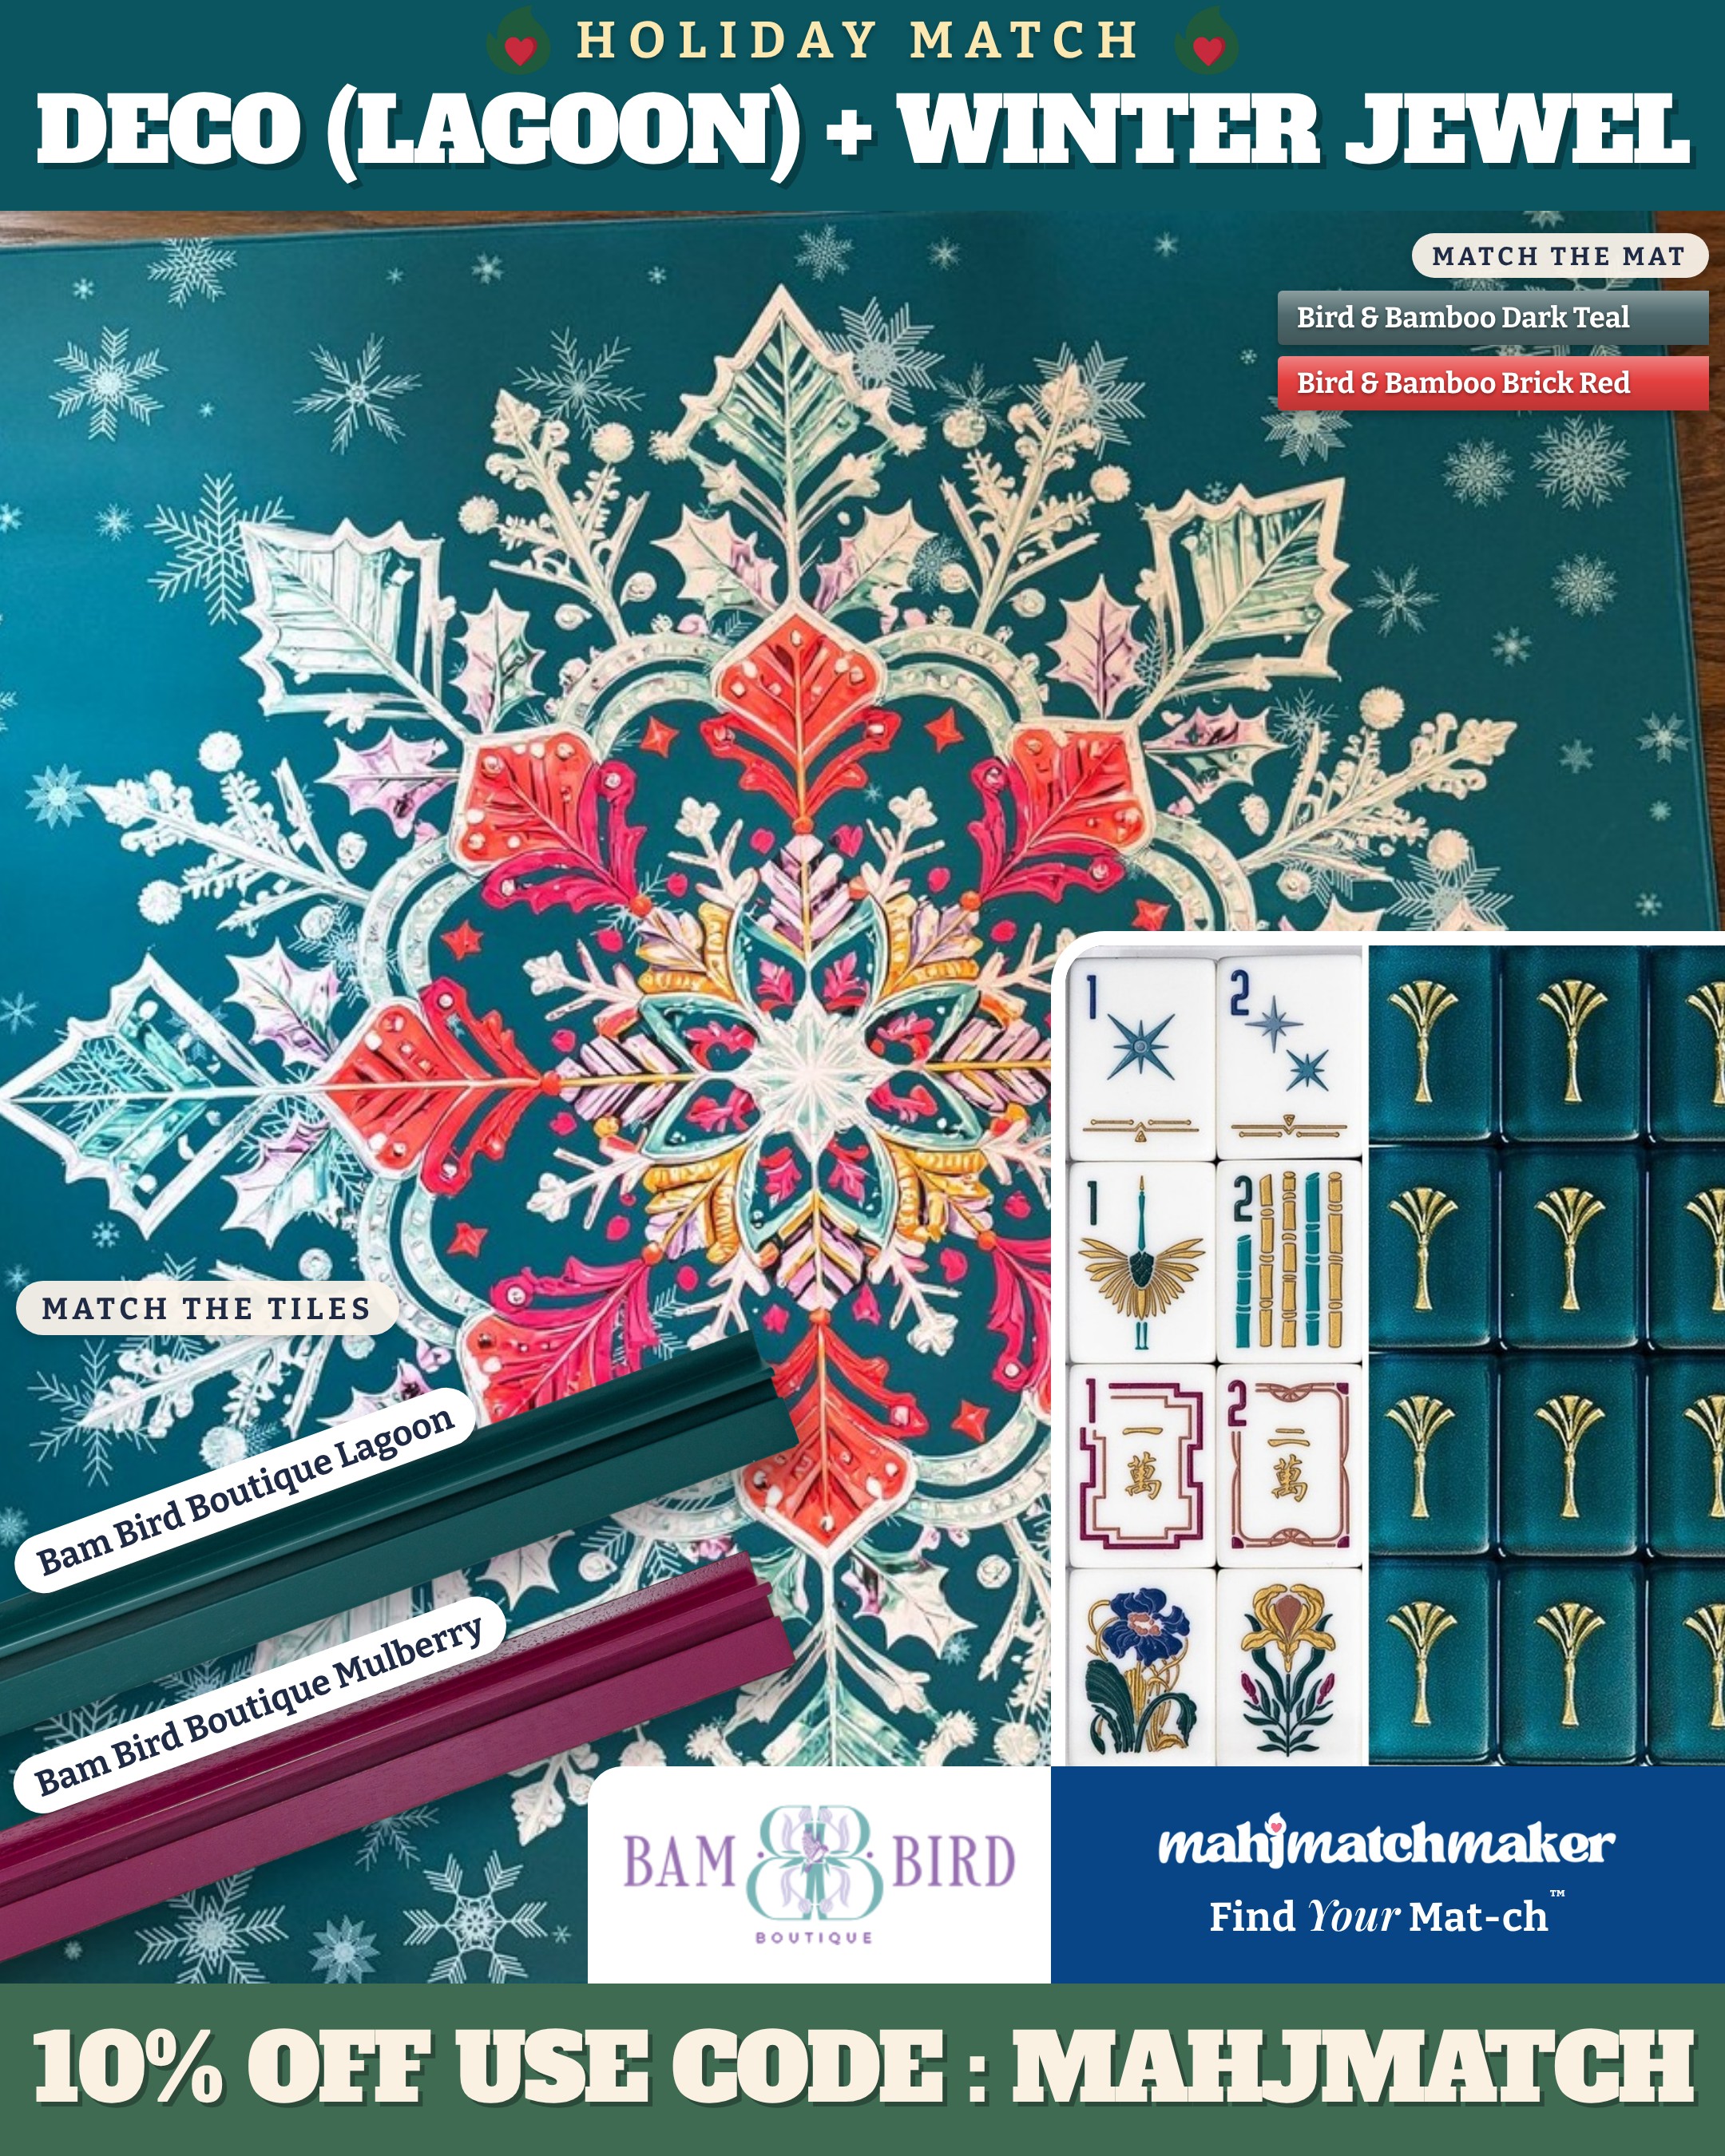 HOLIDAY MATCH
DECO (LAGOON) + WINTER JEWEL
MATCH THE MAT
Bird & Bamboo Dark Teal
Bird & Bamboo Brick Red
1
2
1
2
1
一
萬
2
二
萬
MATCH THE TILES
Bam Bird Boutique Lagoon
Bam Bird Boutique Mulberry
BAM BB BIRD
BOUTIQUE
mahjmatchmaker
Find Your Mat-ch™
10% OFF USE CODE : MAHJMATCH